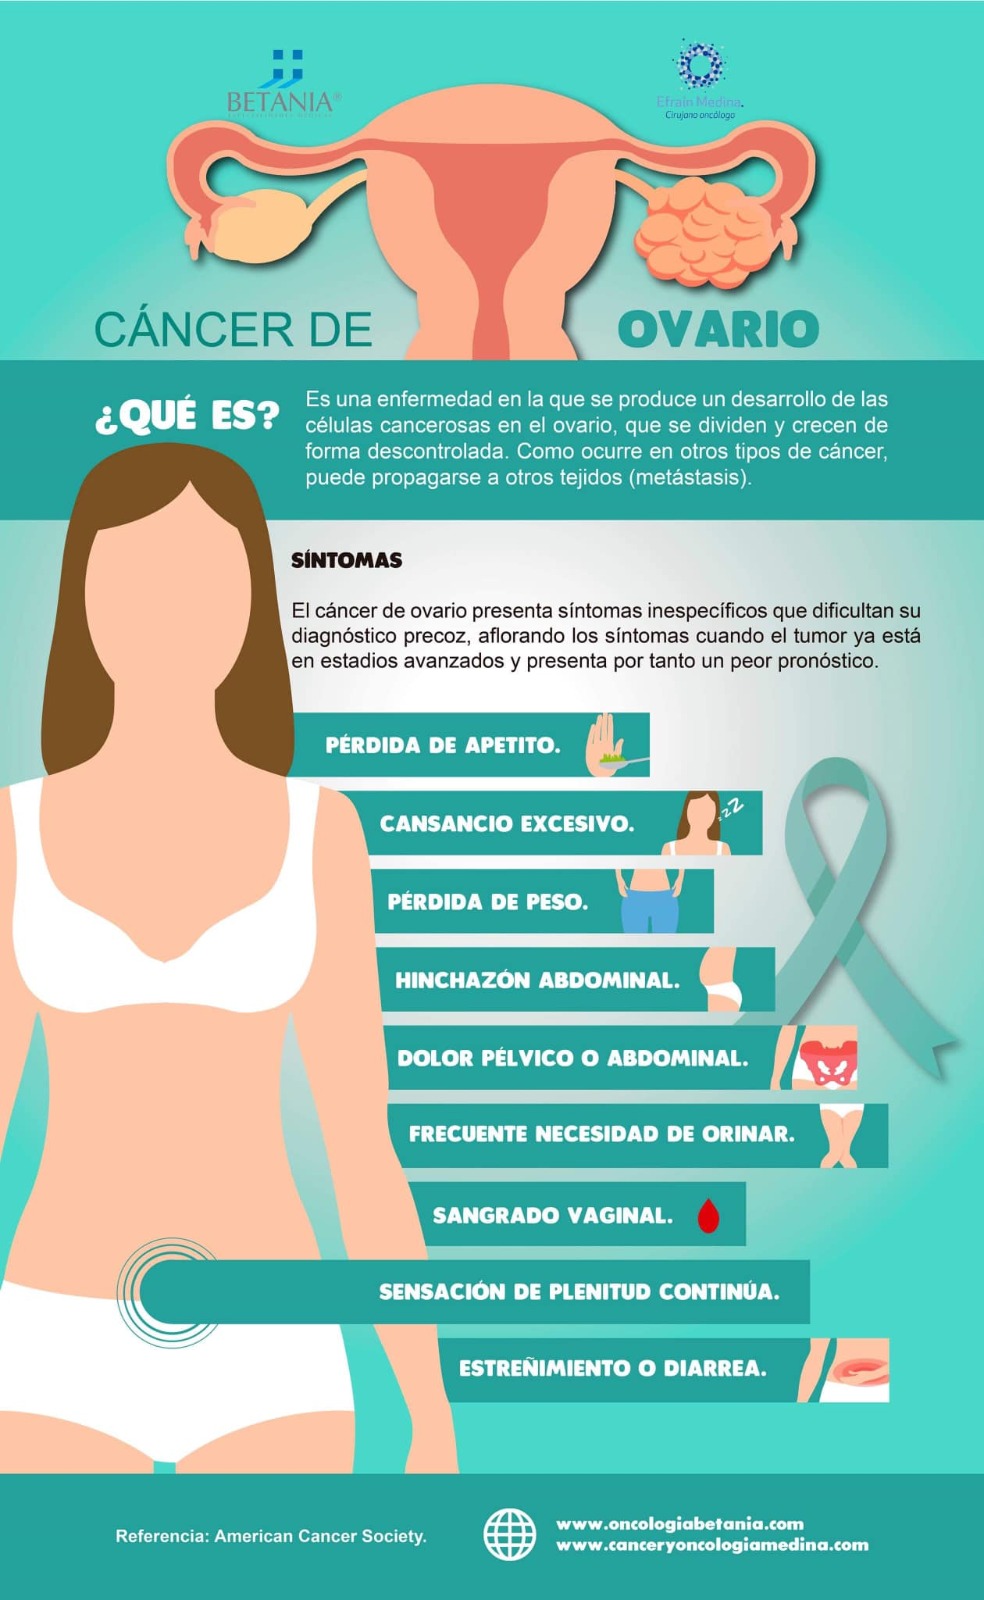 BETANIA®
Efraín Medina.
Cirujano oncólogo
CÁNCER DE OVARIO
¿QUÉ ES?
Es una enfermedad en la que se produce un desarrollo de las
células cancerosas en el ovario, que se dividen y crecen de
forma descontrolada. Como ocurre en otros tipos de cáncer,
puede propagarse a otros tejidos (metástasis).
SÍNTOMAS
El cáncer de ovario presenta síntomas inespecíficos que dificultan su
diagnóstico precoz, aflorando los síntomas cuando el tumor ya está
en estadios avanzados y presenta por tanto un peor pronóstico.
PÉRDIDA DE APETITO.
CANSANCIO EXCESIVO.
zZZ
PÉRDIDA DE PESO.
HINCHAZÓN ABDOMINAL.
DOLOR PÉLVICO O ABDOMINAL.
FRECUENTE NECESIDAD DE ORINAR.
SANGRADO VAGINAL.
SENSACIÓN DE PLENITUD CONTINÚA.
ESTREÑIMIENTO O DIARREA.
Referencia: American Cancer Society.
www.oncologiabetania.com
www.canceryoncologiamedina.com